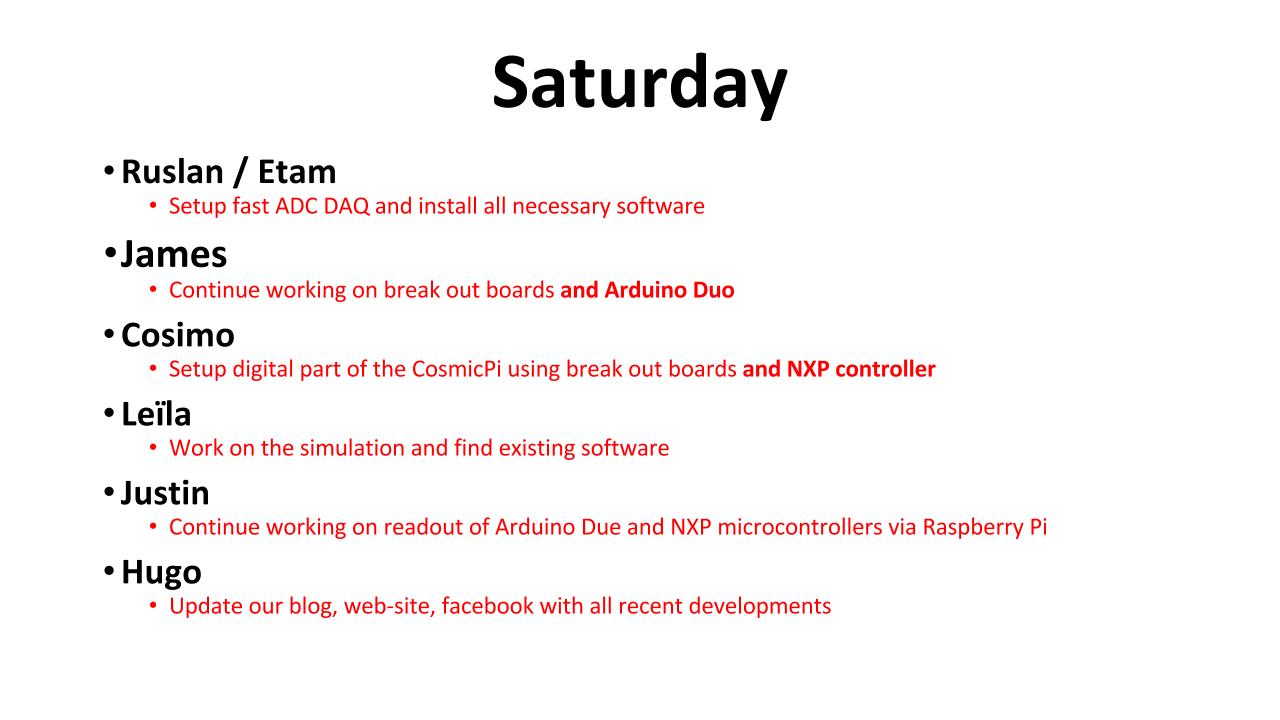 Saturday
• Ruslan / Etam
• Setup fast ADC DAQ and install all necessary software
• James
• Continue working on break out boards and Arduino Duo
• Cosimo
• Setup digital part of the CosmicPi using break out boards and NXP controller
• Leïla
• Work on the simulation and find existing software
• Justin
• Continue working on readout of Arduino Due and NXP microcontrollers via Raspberry Pi
• Hugo
• Update our blog, web-site, facebook with all recent developments